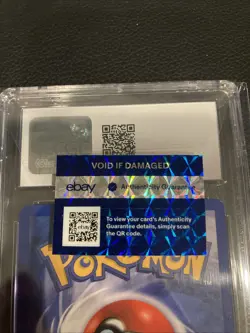 VOID IF DAMAGED
ebay Authenticity Guarantee
ebay
To view your card's Authenticity
Guarantee details, simply scan
the QR code.
POKÉMON